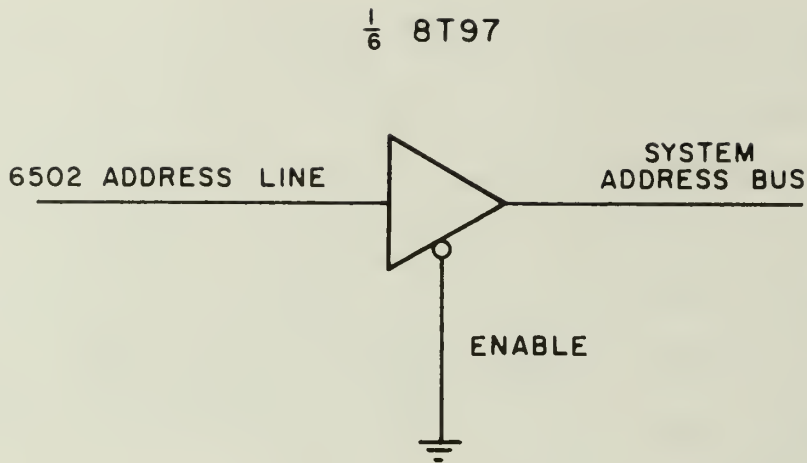 1/6 8T97
6502 ADDRESS LINE
SYSTEM
ADDRESS BUS
ENABLE